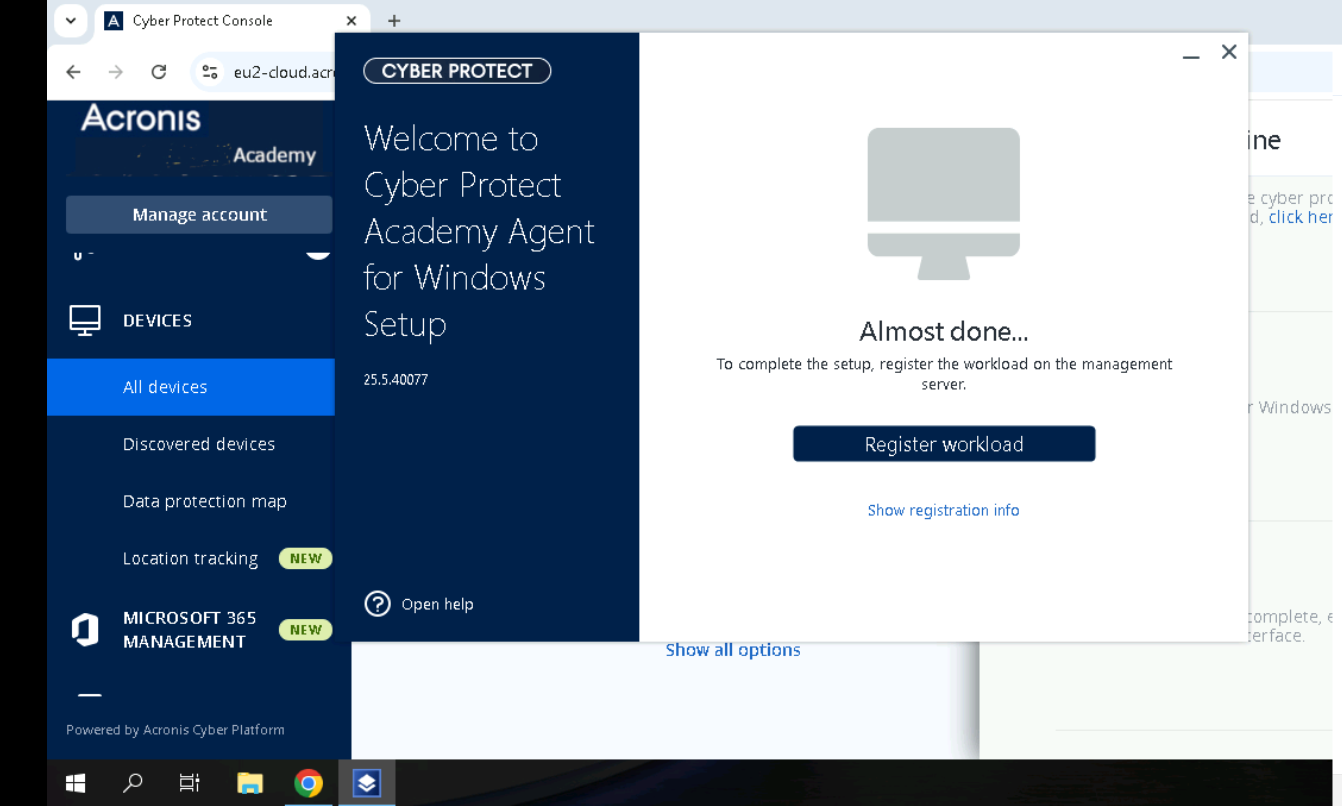 Cyber Protect Console
eu2-cloud.acr
Acronis
Academy
Manage account
DEVICES
All devices
Discovered devices
Data protection map
Location tracking NEW
MICROSOFT 365
MANAGEMENT NEW
Powered by Acronis Cyber Platform
CYBER PROTECT
Welcome to
Cyber Protect
Academy Agent
for Windows
Setup
25.5.40077
Open help
Almost done...
To complete the setup, register the workload on the management
server.
Register workload
Show registration info
Show all options
ine
e cyber pro
d, click her
r Windows
omplete, e
erface.